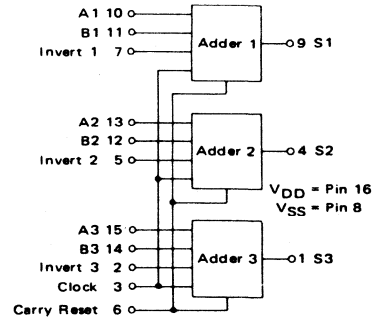 A1 10
B1 11
Invert 1 7
Adder 1
9 S1
A2 13
B2 12
Invert 2 5
Adder 2
4 S2
VDD = Pin 16
VSS = Pin 8
A3 15
B3 14
Invert 3 2
Clock 3
Carry Reset 6
Adder 3
1 S3